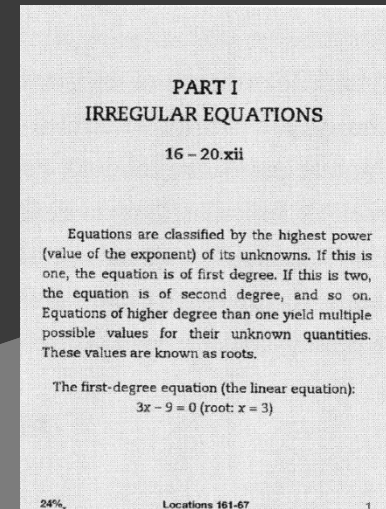 PART I
IRREGULAR EQUATIONS
16 – 20.xii
Equations are classified by the highest power
(value of the exponent) of its unknowns. If this is
one, the equation is of first degree. If this is two,
the equation is of second degree, and so on.
Equations of higher degree than one yield multiple
possible values for their unknown quantities.
These values are known as roots.
The first-degree equation (the linear equation):
3x – 9 = 0 (root: x = 3)
24%
Locations 161-67
1